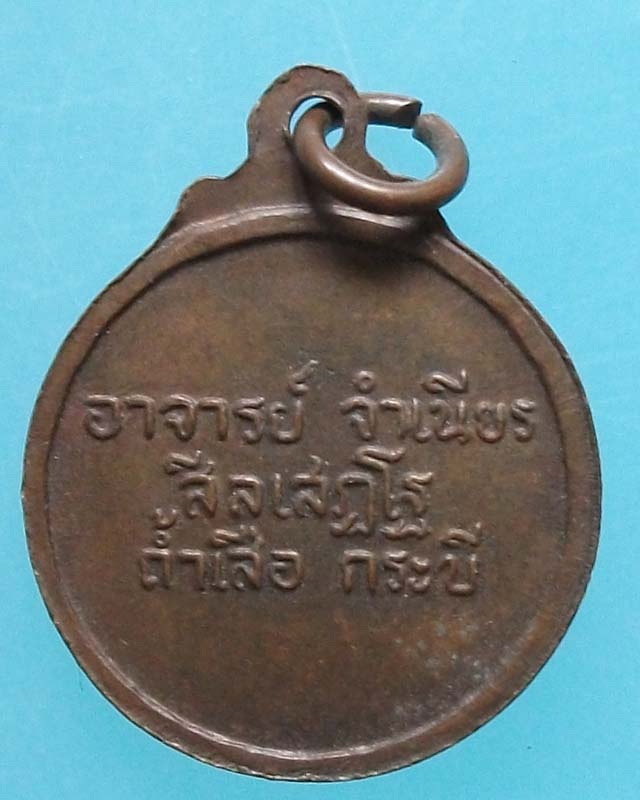 อาจารย์ จำเนียร
สีลเสฏฺโฐ
ถ้ำเสือ กระบี่